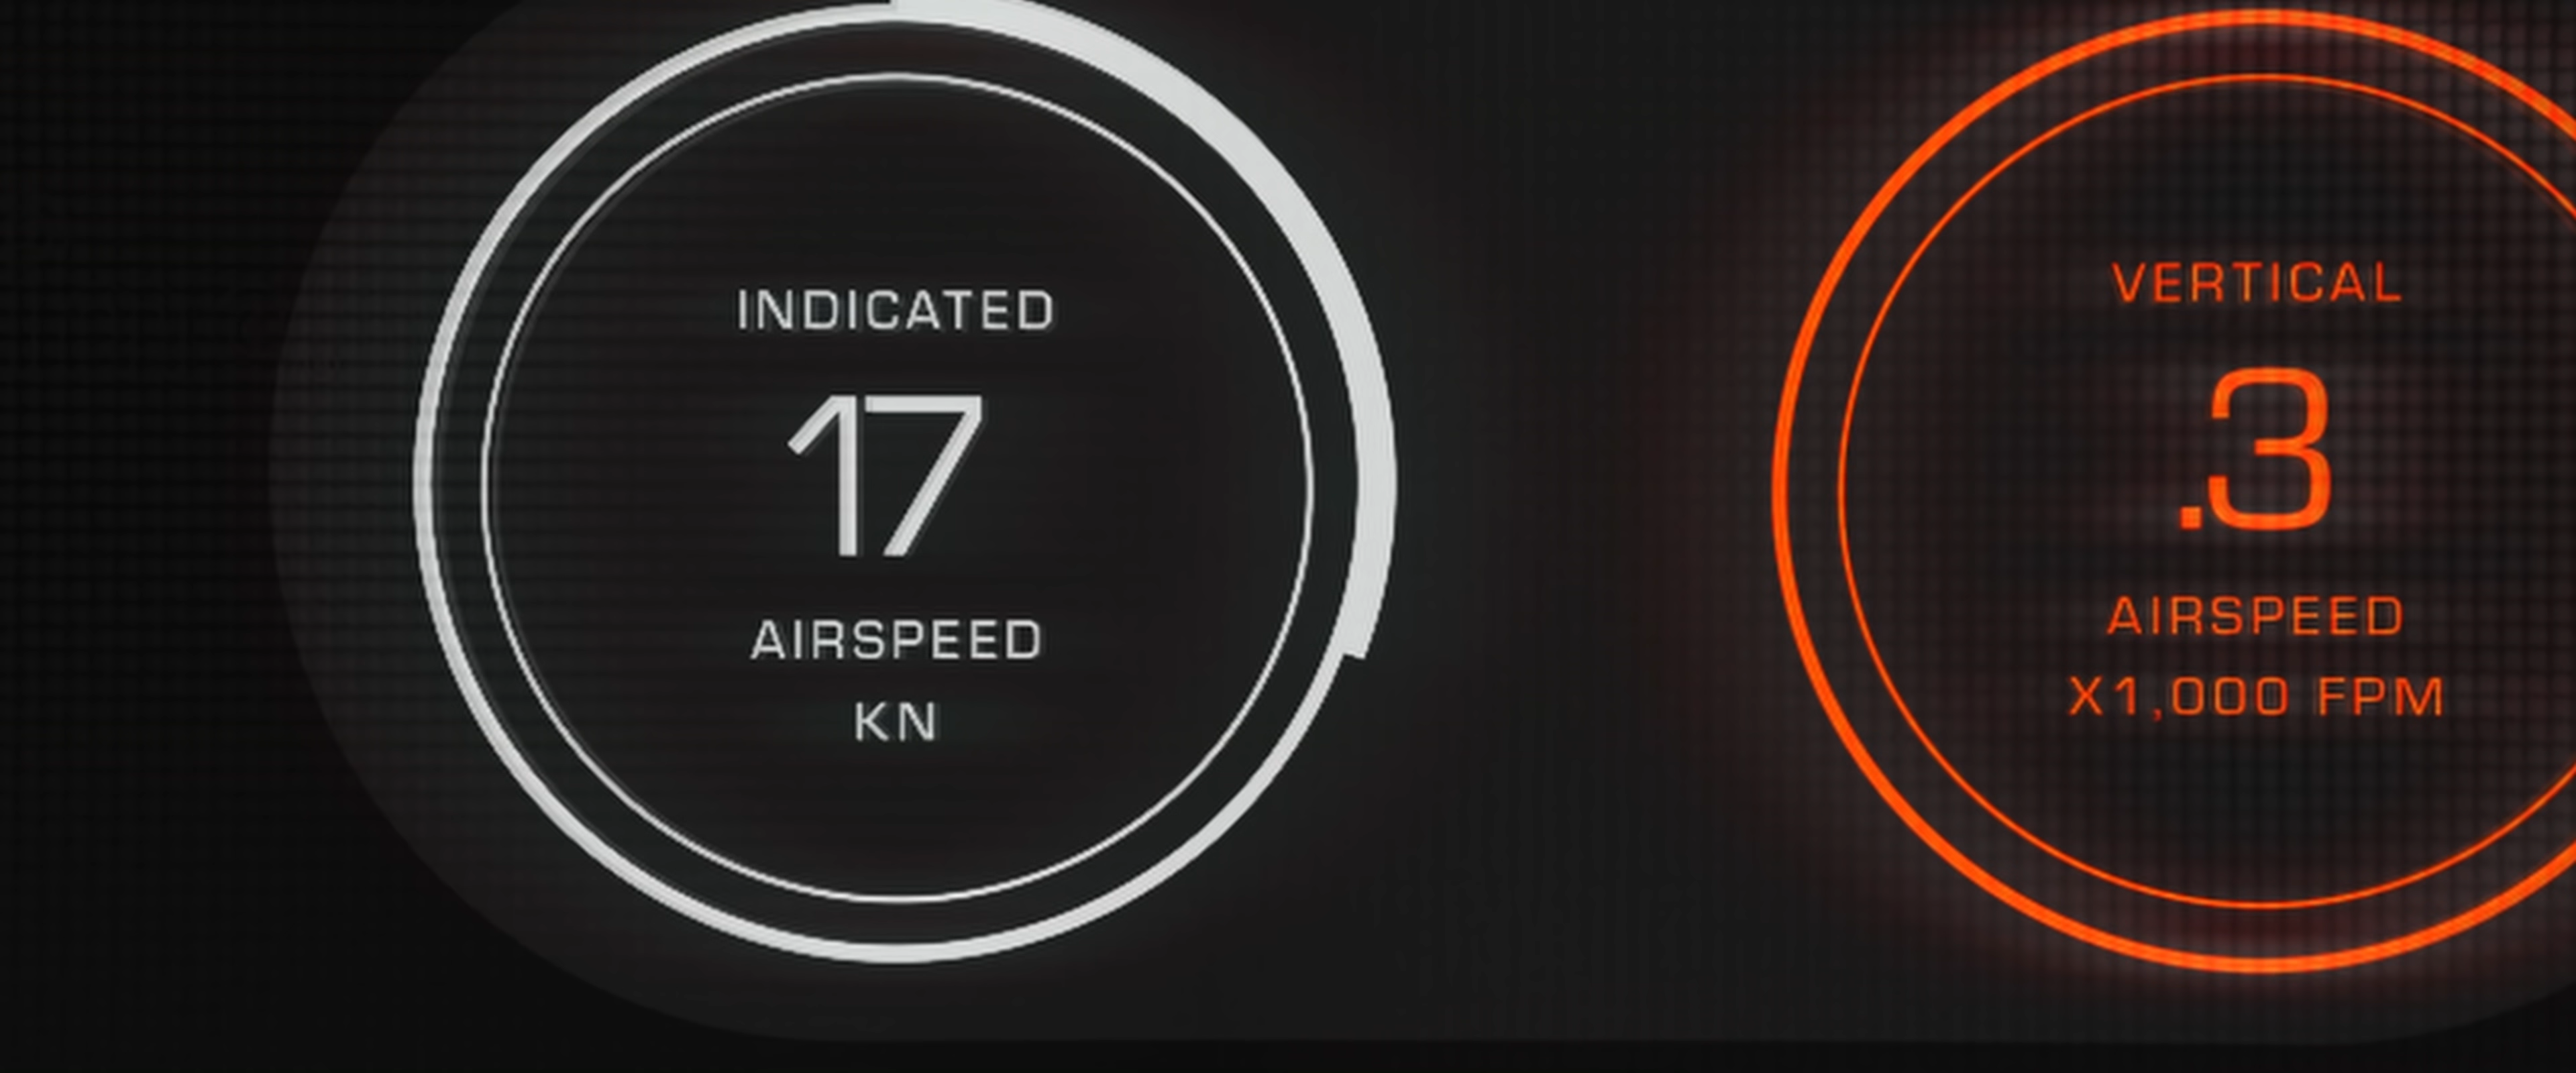 INDICATED
17
AIRSPEED
KN
VERTICAL
.3
AIRSPEED
X1,000 FPM